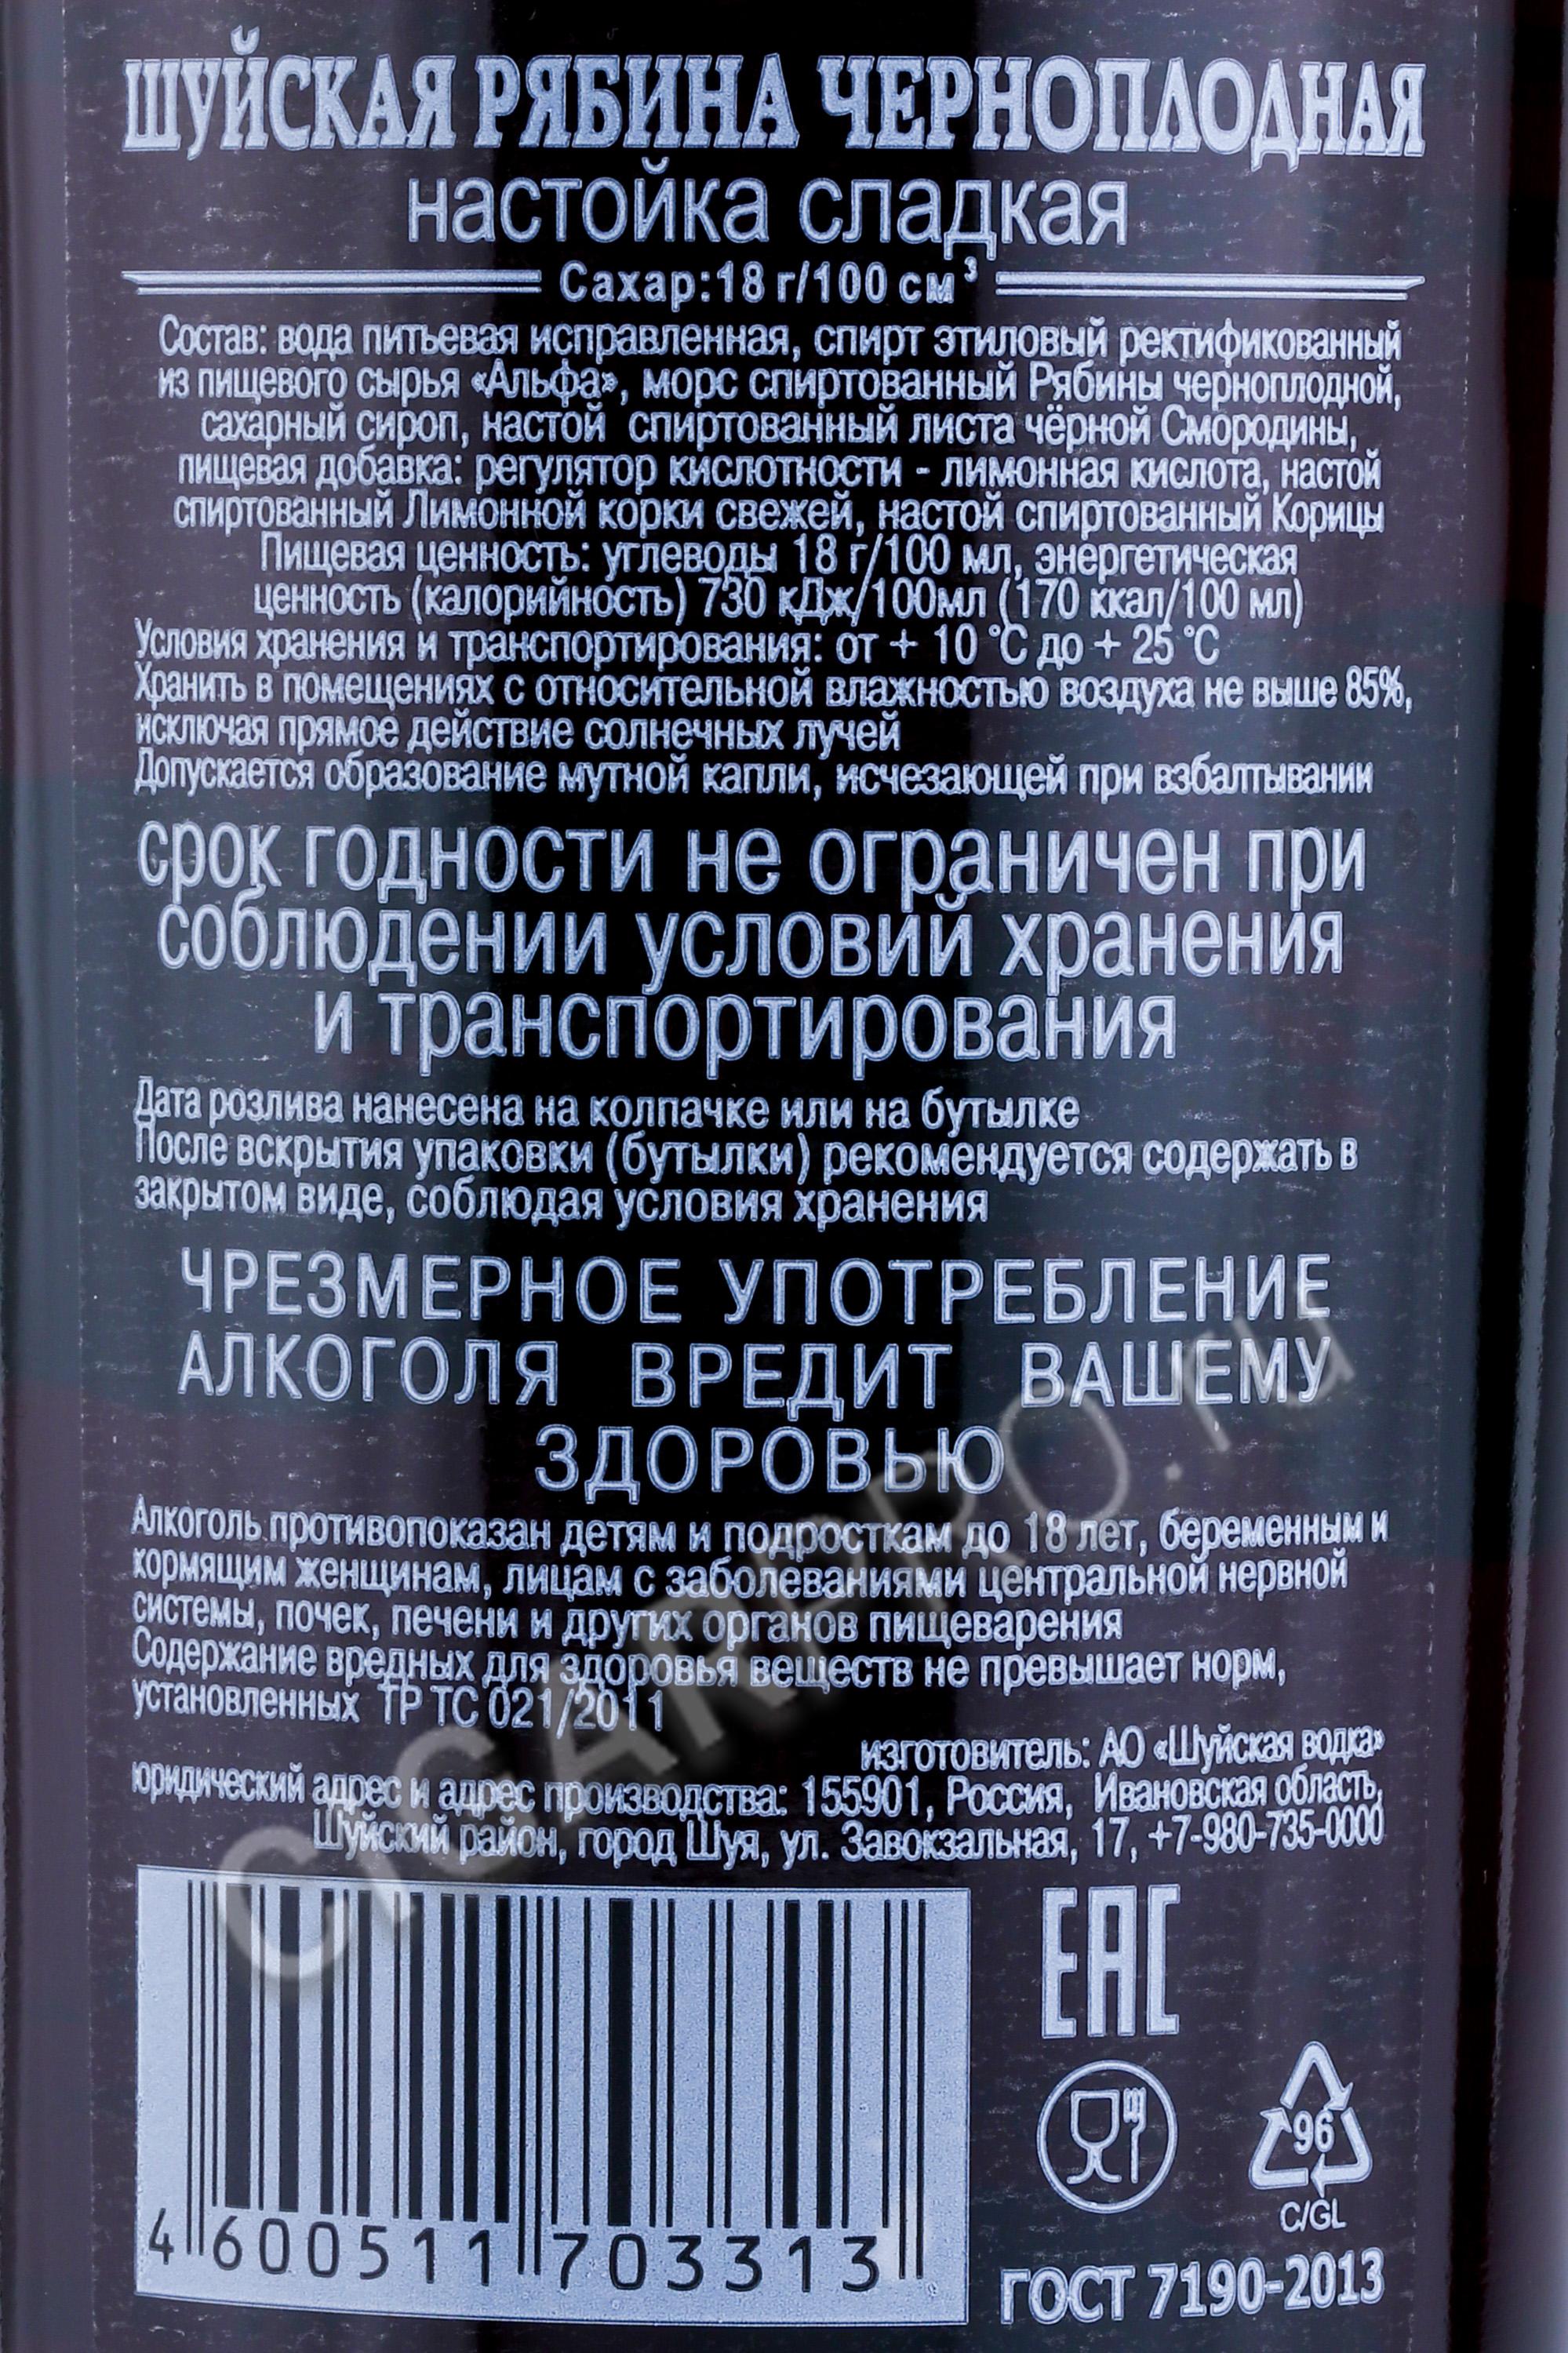 ШУЙСКАЯ РЯБИНА ЧЕРНОПЛОДНАЯ
настойка сладкая
Сахар:18 г/100 см³
Состав: вода питьевая исправленная, спирт этиловый ректификованный
из пищевого сырья «Альфа», морс спиртованный Рябины черноплодной,
сахарный сироп, настой спиртованный листа чёрной Смородины,
пищевая добавка: регулятор кислотности - лимонная кислота, настой
спиртованный Лимонной корки свежей, настой спиртованный Корицы
Пищевая ценность: углеводы 18 г/100 мл, энергетическая
ценность (калорийность) 730 кДж/100мл (170 ккал/100 мл)
Условия хранения и транспортирования: от + 10 °С до + 25 °С
Хранить в помещениях с относительной влажностью воздуха не выше 85%,
исключая прямое действие солнечных лучей
Допускается образование мутной капли, исчезающей при взбалтывании
срок годности не ограничен при
соблюдении условий хранения
и транспортирования
Дата розлива нанесена на колпачке или на бутылке
После вскрытия упаковки (бутылки) рекомендуется содержать в
закрытом виде, соблюдая условия хранения
ЧРЕЗМЕРНОЕ УПОТРЕБЛЕНИЕ
АЛКОГОЛЯ ВРЕДИТ ВАШЕМУ
ЗДОРОВЬЮ
Алкоголь противопоказан детям и подросткам до 18 лет, беременным и
кормящим женщинам, лицам с заболеваниями центральной нервной
системы, почек, печени и других органов пищеварения
Содержание вредных для здоровья веществ не превышает норм,
установленных ТР ТС 021/2011
изготовитель: АО «Шуйская водка»
юридический адрес и адрес производства: 155901, Россия, Ивановская область,
Шуйский район, город Шуя, ул. Завокзальная, 17, +7-980-735-0000
CIGARPRO.ru
EAC
96
C/GL
4 600511 703313
ГОСТ 7190-2013